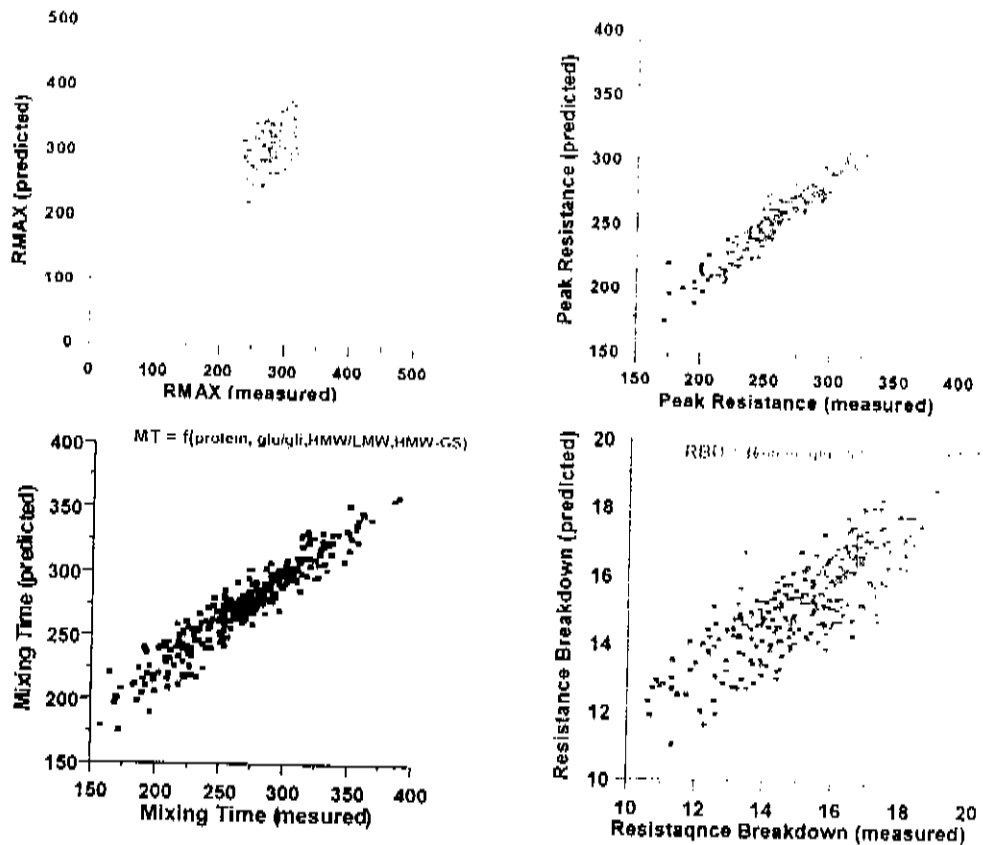 500
400
300
200
100
0
RMAX (predicted)
0 100 200 300 400 500
RMAX (measured)
400
350
300
250
200
150
Peak Resistance (predicted)
150 200 250 300 350 400
Peak Resistance (measured)
MT = f(protein, glu/gli,HMW/LMW,HMW-GS)
400
350
300
250
200
150
Mixing Time (predicted)
150 200 250 300 350 400
Mixing Time (mesured)
RBD
20
18
16
14
12
10
Resistance Breakdown (predicted)
10 12 14 16 18 20
Resistaqnce Breakdown (measured)